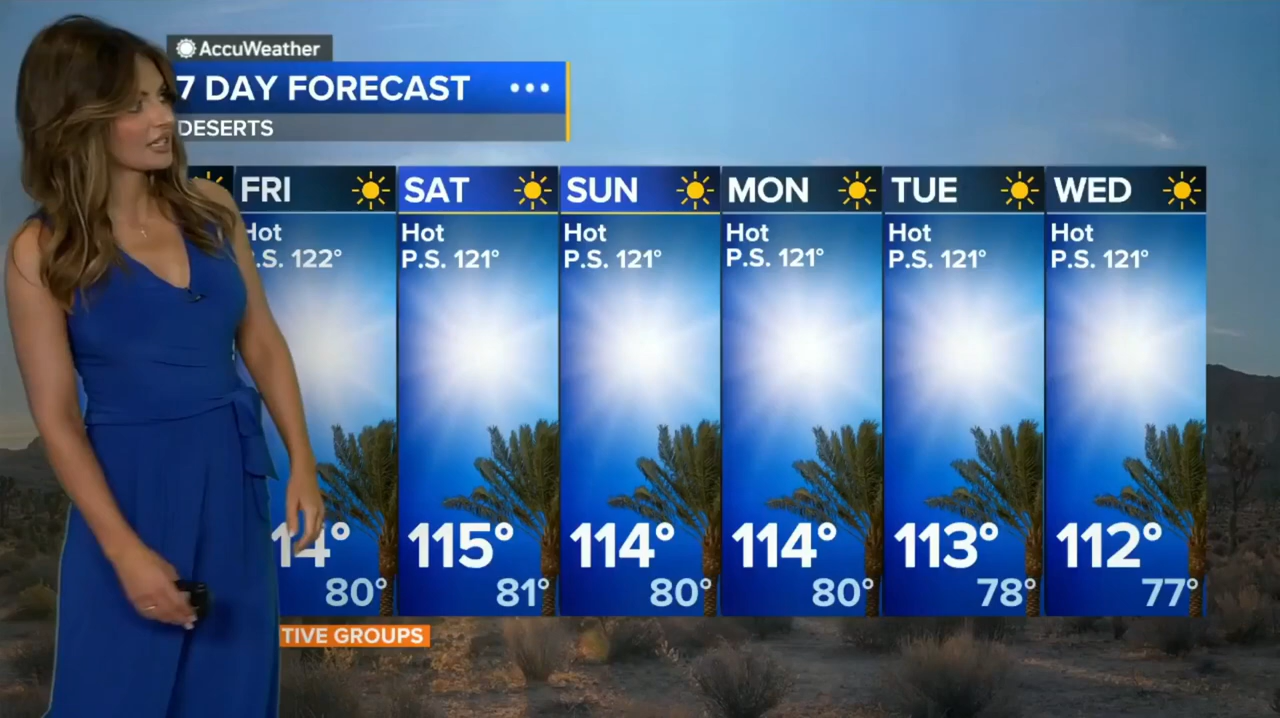 AccuWeather
7 DAY FORECAST
DESERTS
FRI
SAT
SUN
MON
TUE
WED
Hot
P.S. 122°
Hot
P.S. 121°
Hot
P.S. 121°
Hot
P.S. 121°
Hot
P.S. 121°
Hot
P.S. 121°
14°
80°
115°
81°
114°
80°
114°
80°
113°
78°
112°
77°
TIVE GROUPS